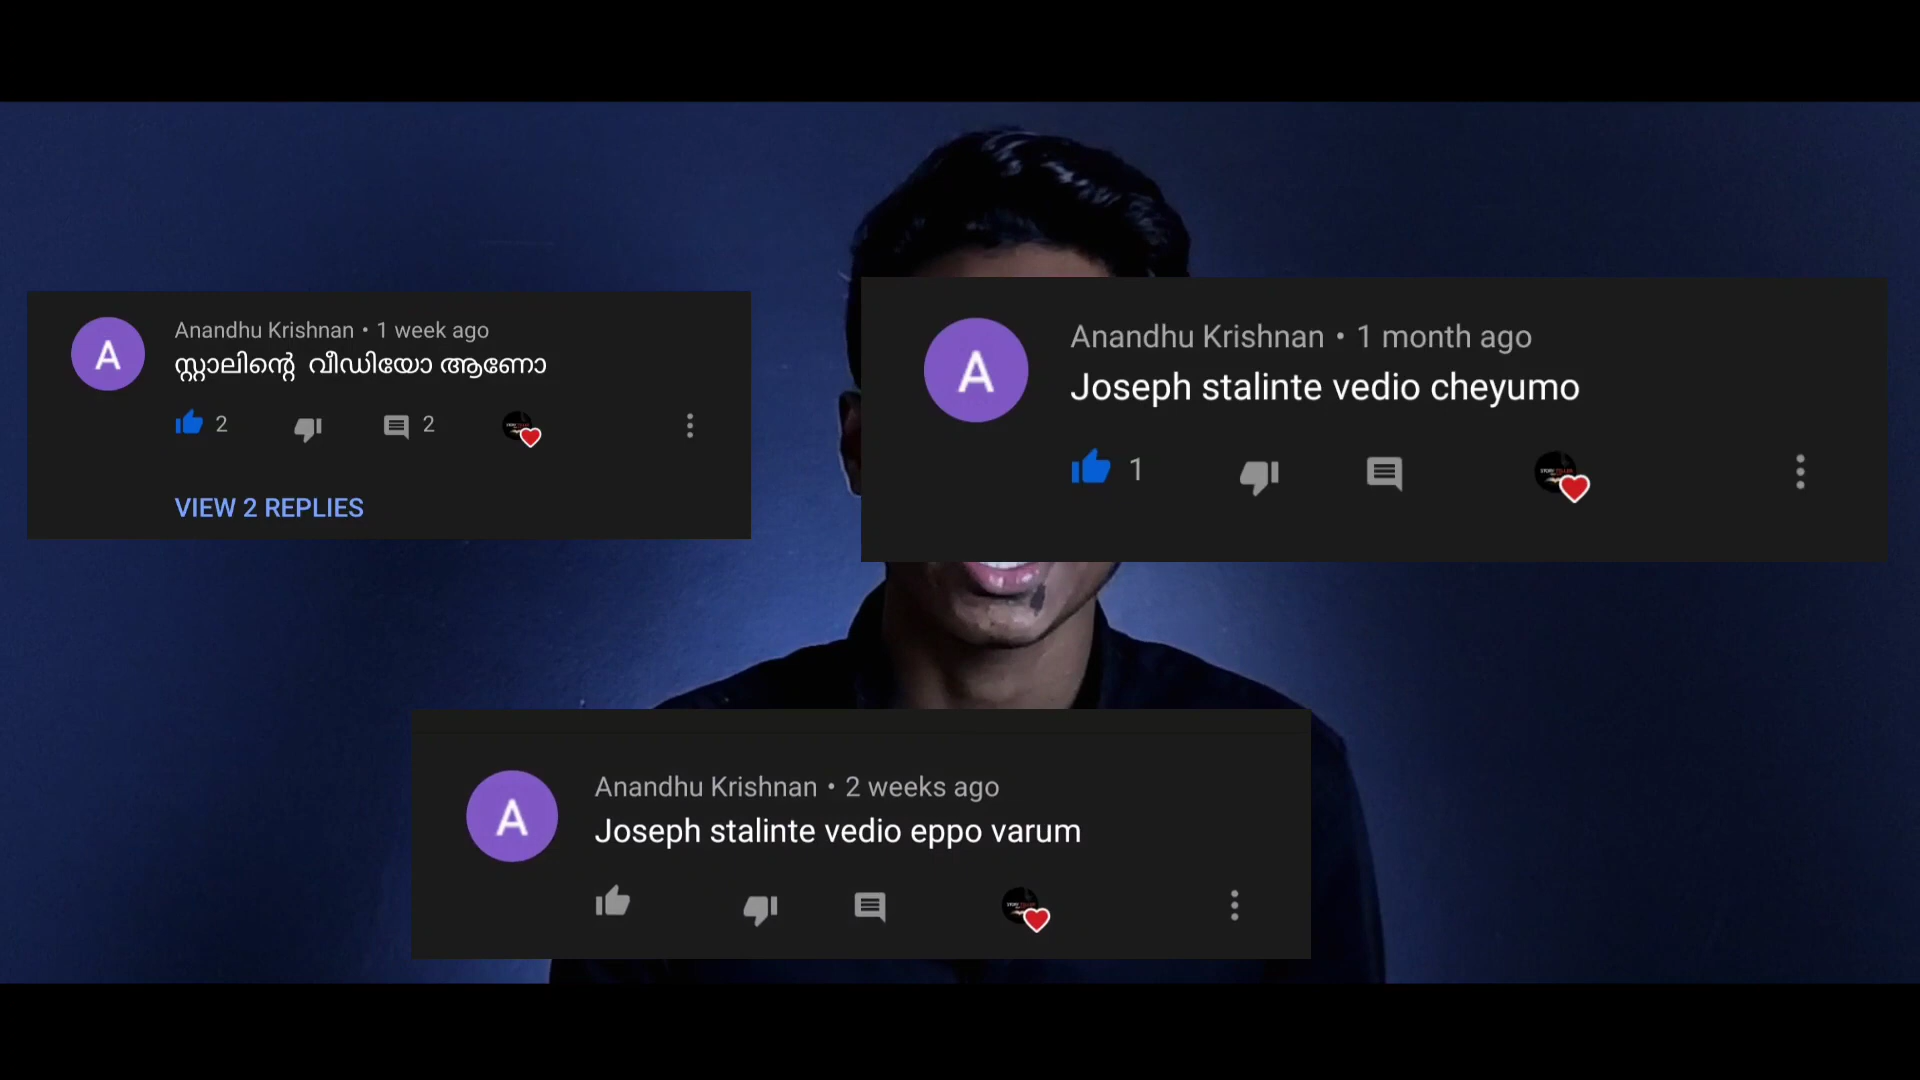 Anandhu Krishnan • 1 week ago
സ്റ്റാലിന്റെ വീഡിയോ ആണോ
2
2
VIEW 2 REPLIES
Anandhu Krishnan • 1 month ago
Joseph stalinte vedio cheyumo
1
Anandhu Krishnan • 2 weeks ago
Joseph stalinte vedio eppo varum
A
A
A